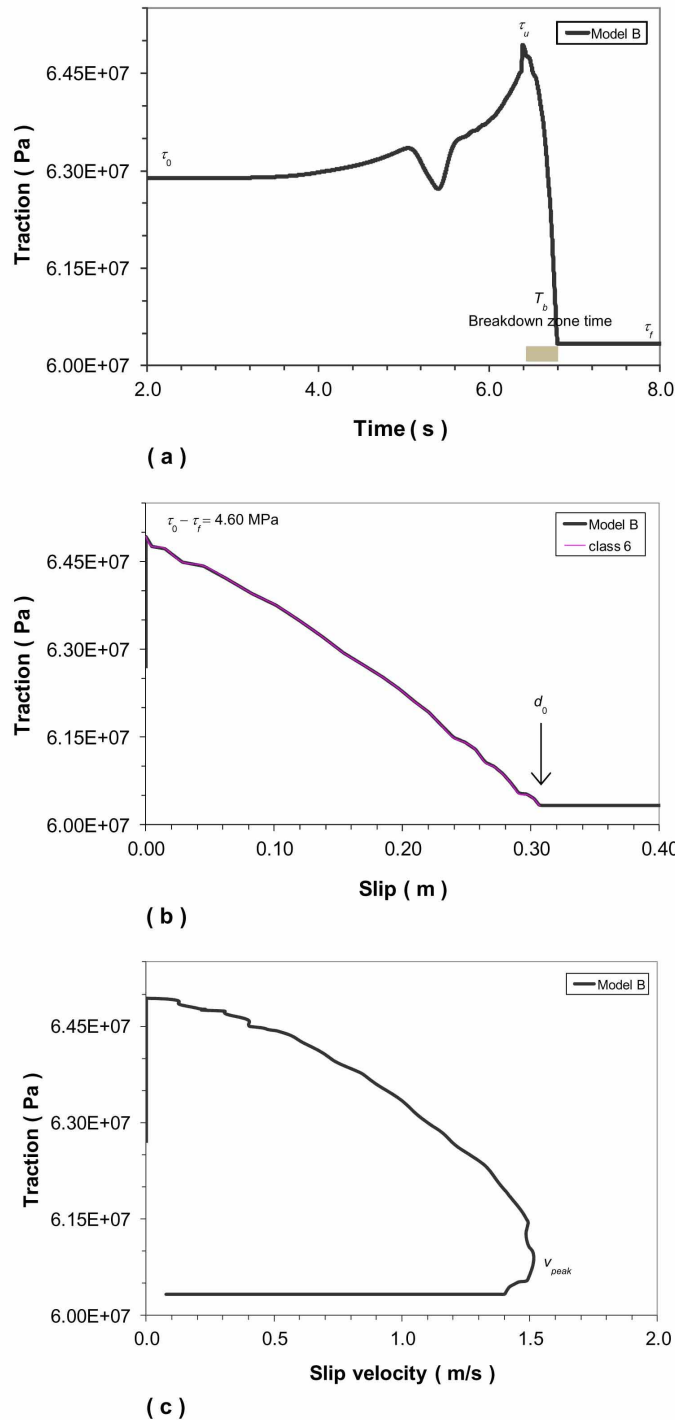 τu
Model B
6.45E+07
τ0
6.30E+07
Traction ( Pa )
6.15E+07
Tb
Breakdown zone time
τf
6.00E+07
2.0 4.0 6.0 8.0
Time ( s )
( a )
τ0 − τf = 4.60 MPa
Model B
class 6
6.45E+07
6.30E+07
Traction ( Pa )
d0
6.15E+07
6.00E+07
0.00 0.10 0.20 0.30 0.40
Slip ( m )
( b )
Model B
6.45E+07
6.30E+07
Traction ( Pa )
6.15E+07
vpeak
6.00E+07
0.0 0.5 1.0 1.5 2.0
Slip velocity ( m/s )
( c )